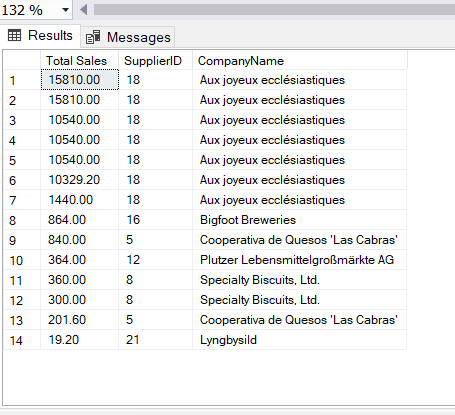 132 %
Results Messages
Total Sales SupplierID CompanyName
1 15810.00 18 Aux joyeux ecclésiastiques
2 15810.00 18 Aux joyeux ecclésiastiques
3 10540.00 18 Aux joyeux ecclésiastiques
4 10540.00 18 Aux joyeux ecclésiastiques
5 10540.00 18 Aux joyeux ecclésiastiques
6 10329.20 18 Aux joyeux ecclésiastiques
7 1440.00 18 Aux joyeux ecclésiastiques
8 864.00 16 Bigfoot Breweries
9 840.00 5 Cooperativa de Quesos 'Las Cabras'
10 364.00 12 Plutzer Lebensmittelgroßmärkte AG
11 360.00 8 Specialty Biscuits, Ltd.
12 300.00 8 Specialty Biscuits, Ltd.
13 201.60 5 Cooperativa de Quesos 'Las Cabras'
14 19.20 21 Lyngbysild